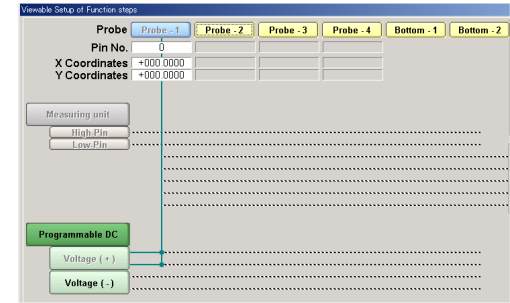 Viewable Setup of Function steps
Probe Probe - 1 Probe - 2 Probe - 3 Probe - 4 Bottom - 1 Bottom - 2
Pin No. 0
X Coordinates +000.0000
Y Coordinates +000.0000
Measuring unit
High.Pin
Low.Pin
Programmable DC
Voltage ( + )
Voltage ( - )